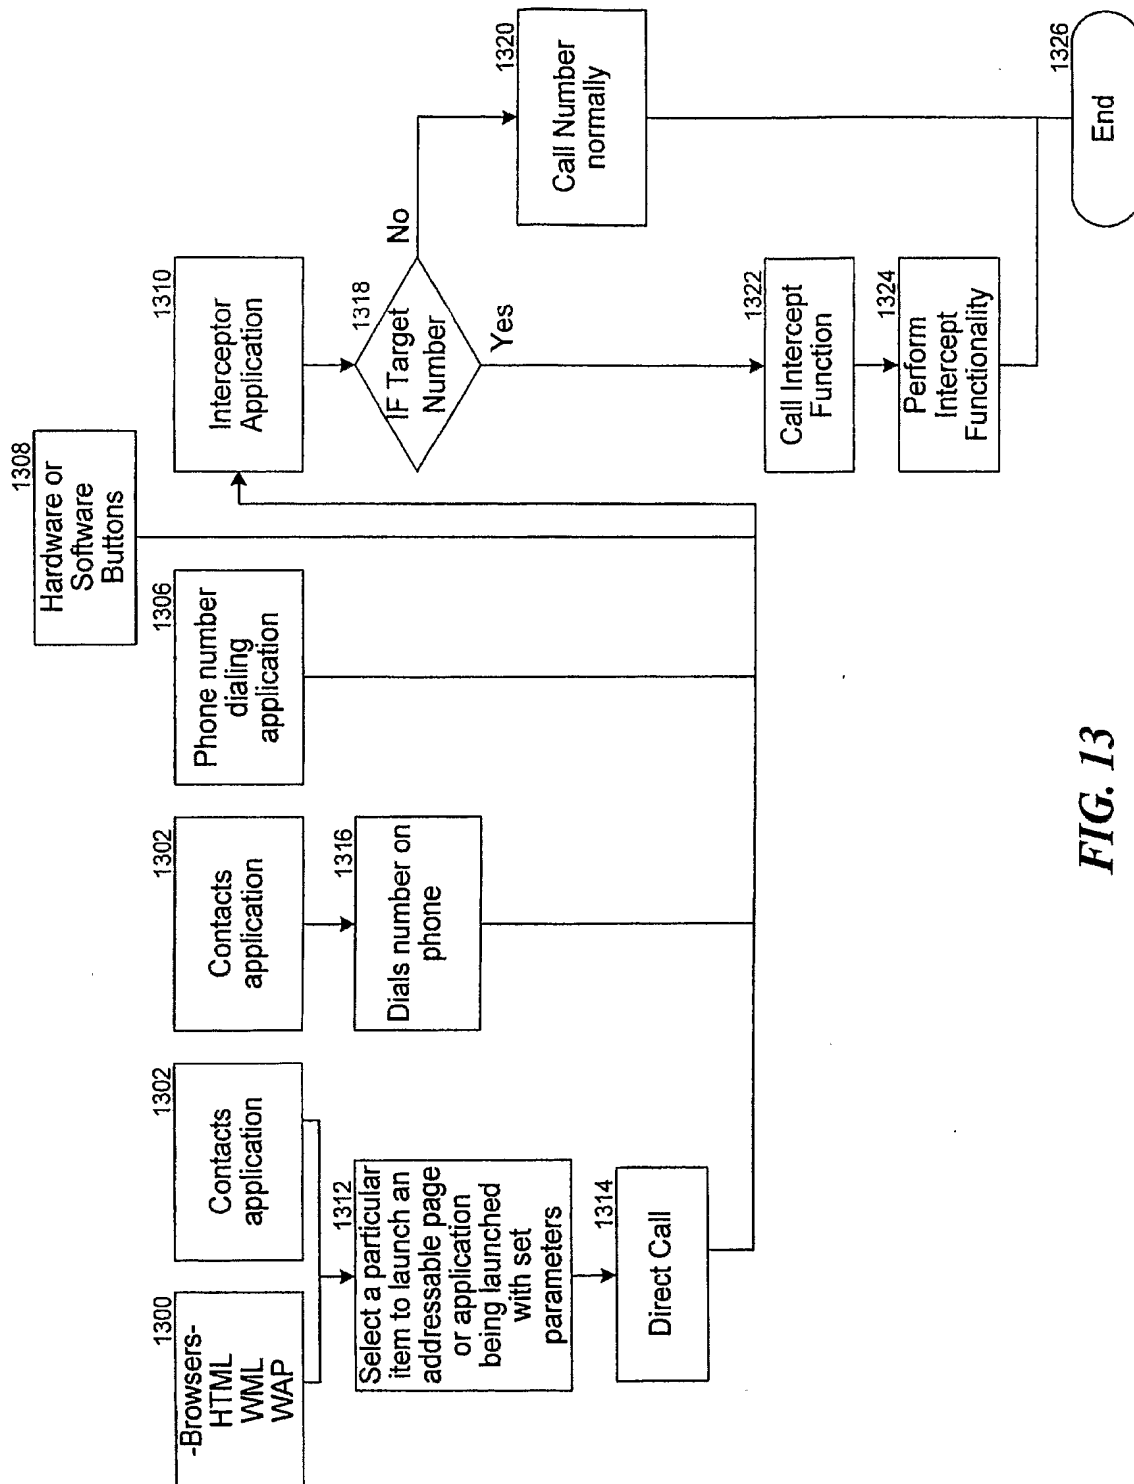 1300
-Browsers-
HTML
WML
WAP
1302
Contacts
application
1302
Contacts
application
1306
Phone number
dialing
application
1308
Hardware or
Software
Buttons
1310
Interceptor
Application
1312
Select a particular
item to launch an
addressable page
or application
being launched
with set
parameters
1316
Dials number on
phone
1318
IF Target
Number
No
Yes
1314
Direct Call
1320
Call Number
normally
1322
Call Intercept
Function
1324
Perform
Intercept
Functionality
1326
End
FIG. 13